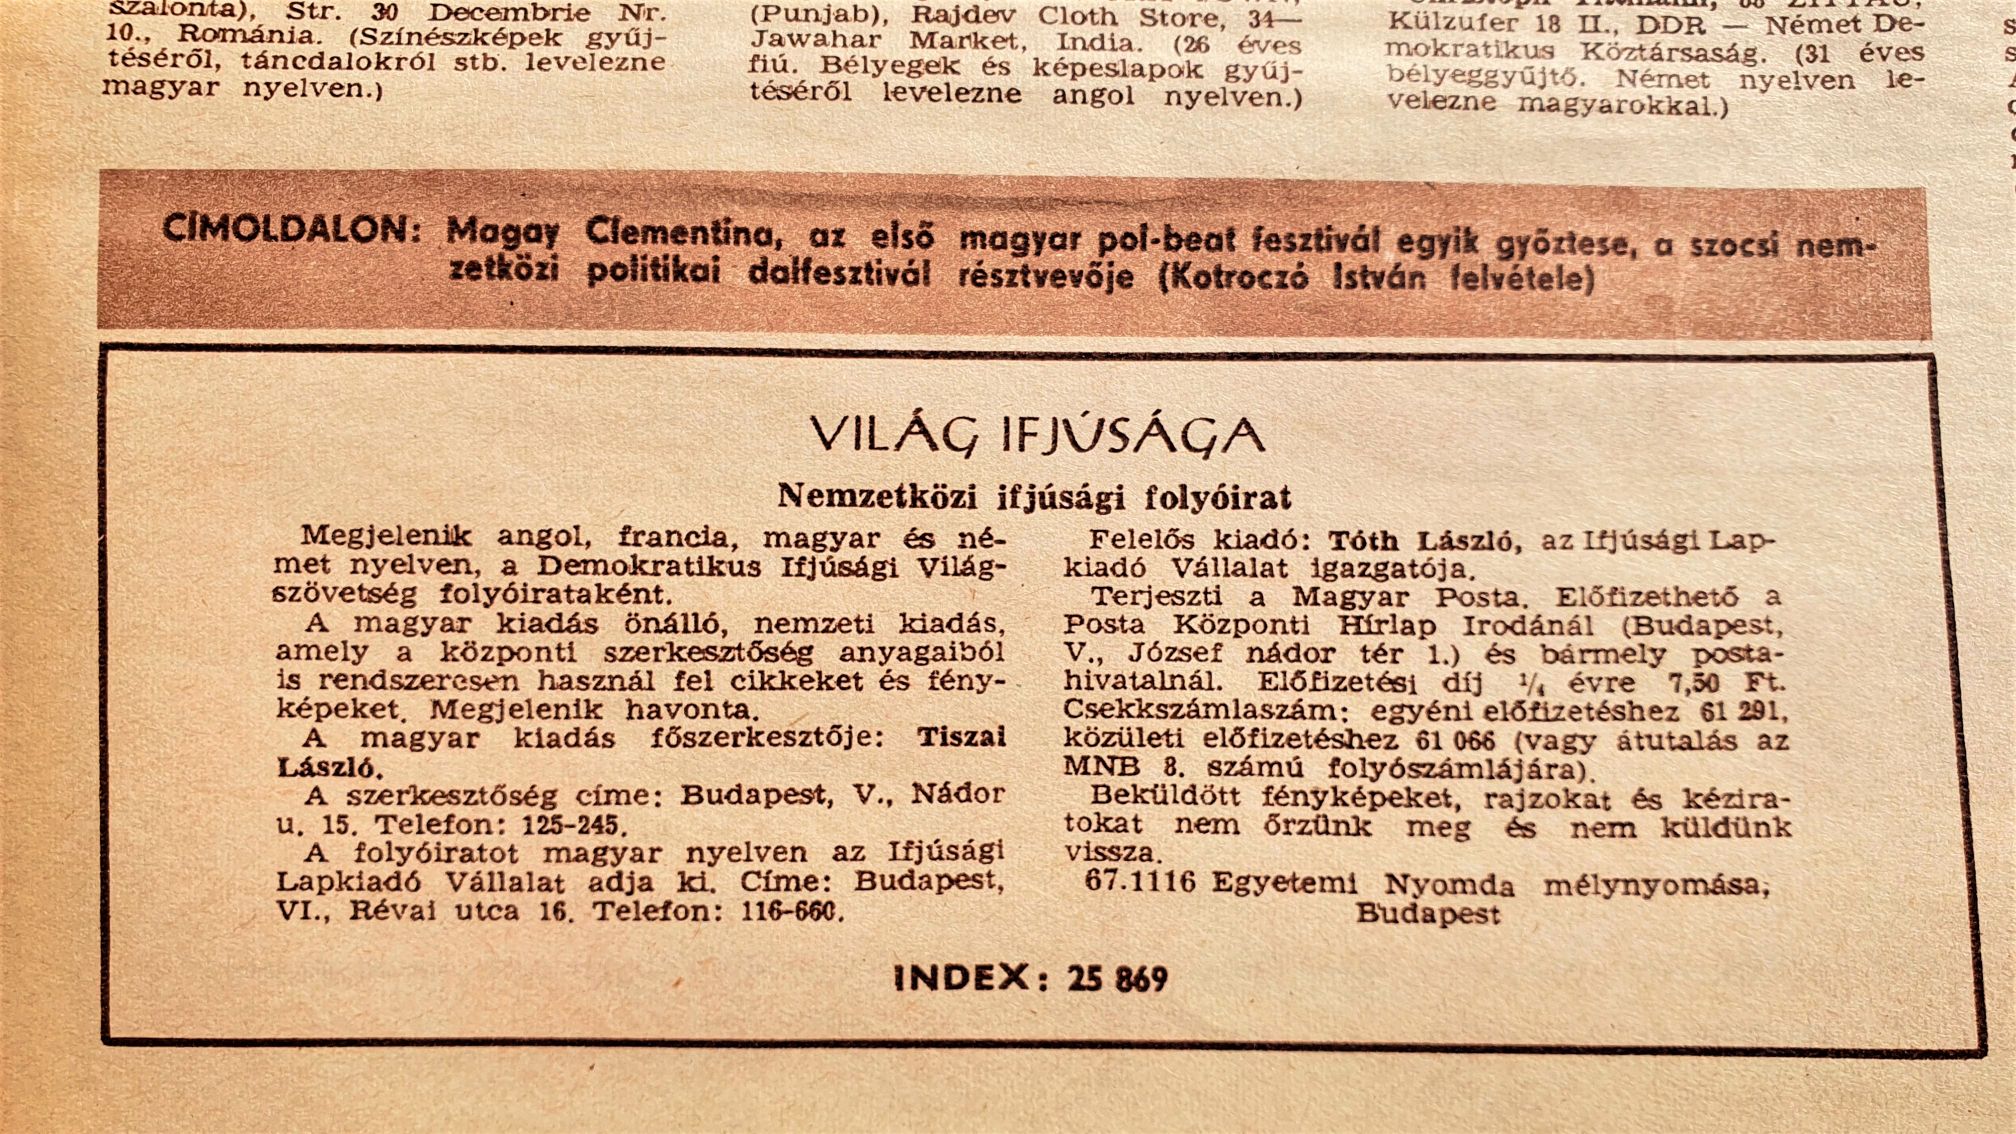 Szalonta), Str. 30 Decembrie Nr.
10., Románia. (Színészképek gyűj-
téséről, táncdalokról stb. levelezne
magyar nyelven.)
(Punjab), Rajdev Cloth Store, 34—
Jawahar Market, India. (26 éves
fiú. Bélyegek és képeslapok gyűj-
téséről levelezne angol nyelven.)
Külzufer 18 II., DDR — Német De-
mokratikus Köztársaság. (31 éves
bélyeggyűjtő. Német nyelven le-
velezne magyarokkal.)
CÍMOLDALON: Magay Clementina, az első magyar pol-beat fesztivál egyik győztese, a szocsi nem-
zetközi politikai dalfesztivál résztvevője (Kotroczó István felvétele)
VILÁG IFJÚSÁGA
Nemzetközi ifjúsági folyóirat
Megjelenik angol, francia, magyar és né-
met nyelven, a Demokratikus Ifjúsági Világ-
szövetség folyóirataként.
A magyar kiadás önálló, nemzeti kiadás,
amely a központi szerkesztőség anyagaiból
is rendszeresen használ fel cikkeket és fény-
képeket. Megjelenik havonta.
A magyar kiadás főszerkesztője: Tiszai
László.
A szerkesztőség címe: Budapest, V., Nádor
u. 15. Telefon: 125-245.
A folyóiratot magyar nyelven az Ifjúsági
Lapkiadó Vállalat adja ki. Címe: Budapest,
VI., Révai utca 16. Telefon: 116-660.
Felelős kiadó: Tóth László, az Ifjúsági Lap-
kiadó Vállalat igazgatója.
Terjeszti a Magyar Posta. Előfizethető a
Posta Központi Hírlap Irodánál (Budapest,
V., József nádor tér 1.) és bármely posta-
hivatalnál. Előfizetési díj ¼ évre 7,50 Ft.
Csekkszámlaszám: egyéni előfizetéshez 61 291,
közületi előfizetéshez 61 066 (vagy átutalás az
MNB 8. számú folyószámlájára).
Beküldött fényképeket, rajzokat és kézira-
tokat nem őrzünk meg és nem küldünk
vissza.
67.1116 Egyetemi Nyomda mélynyomása,
Budapest
INDEX: 25 869